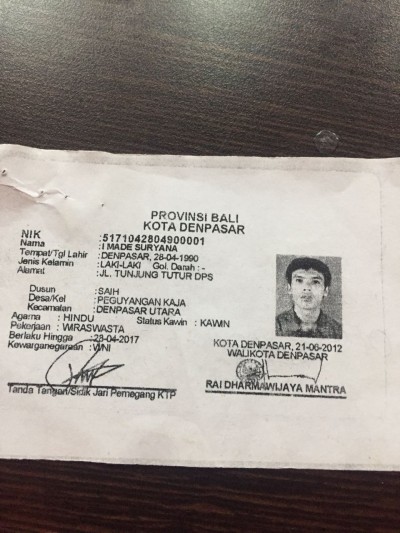 PROVINSI BALI
KOTA DENPASAR
NIK :5171042804900001
Nama :I MADE SURYANA
Tempat/Tgl Lahir :DENPASAR, 28-04-1990
Jenis Kelamin :LAKI-LAKI Gol. Darah : -
Alamat :JL. TUNJUNG TUTUR DPS
Dusun :SAIH
Desa/Kel :PEGUYANGAN KAJA
Kecamatan :DENPASAR UTARA
Agama : HINDU Status Kawin : KAWIN
Pekerjaan : WIRASWASTA
Berlaku Hingga :28-04-2017
Kewarganegaraan : WNI
Tanda Tangan/Sidik Jari Pemegang KTP
KOTA DENPASAR, 21-06-2012
WALIKOTA DENPASAR
RAI DHARMAWIJAYA MANTRA